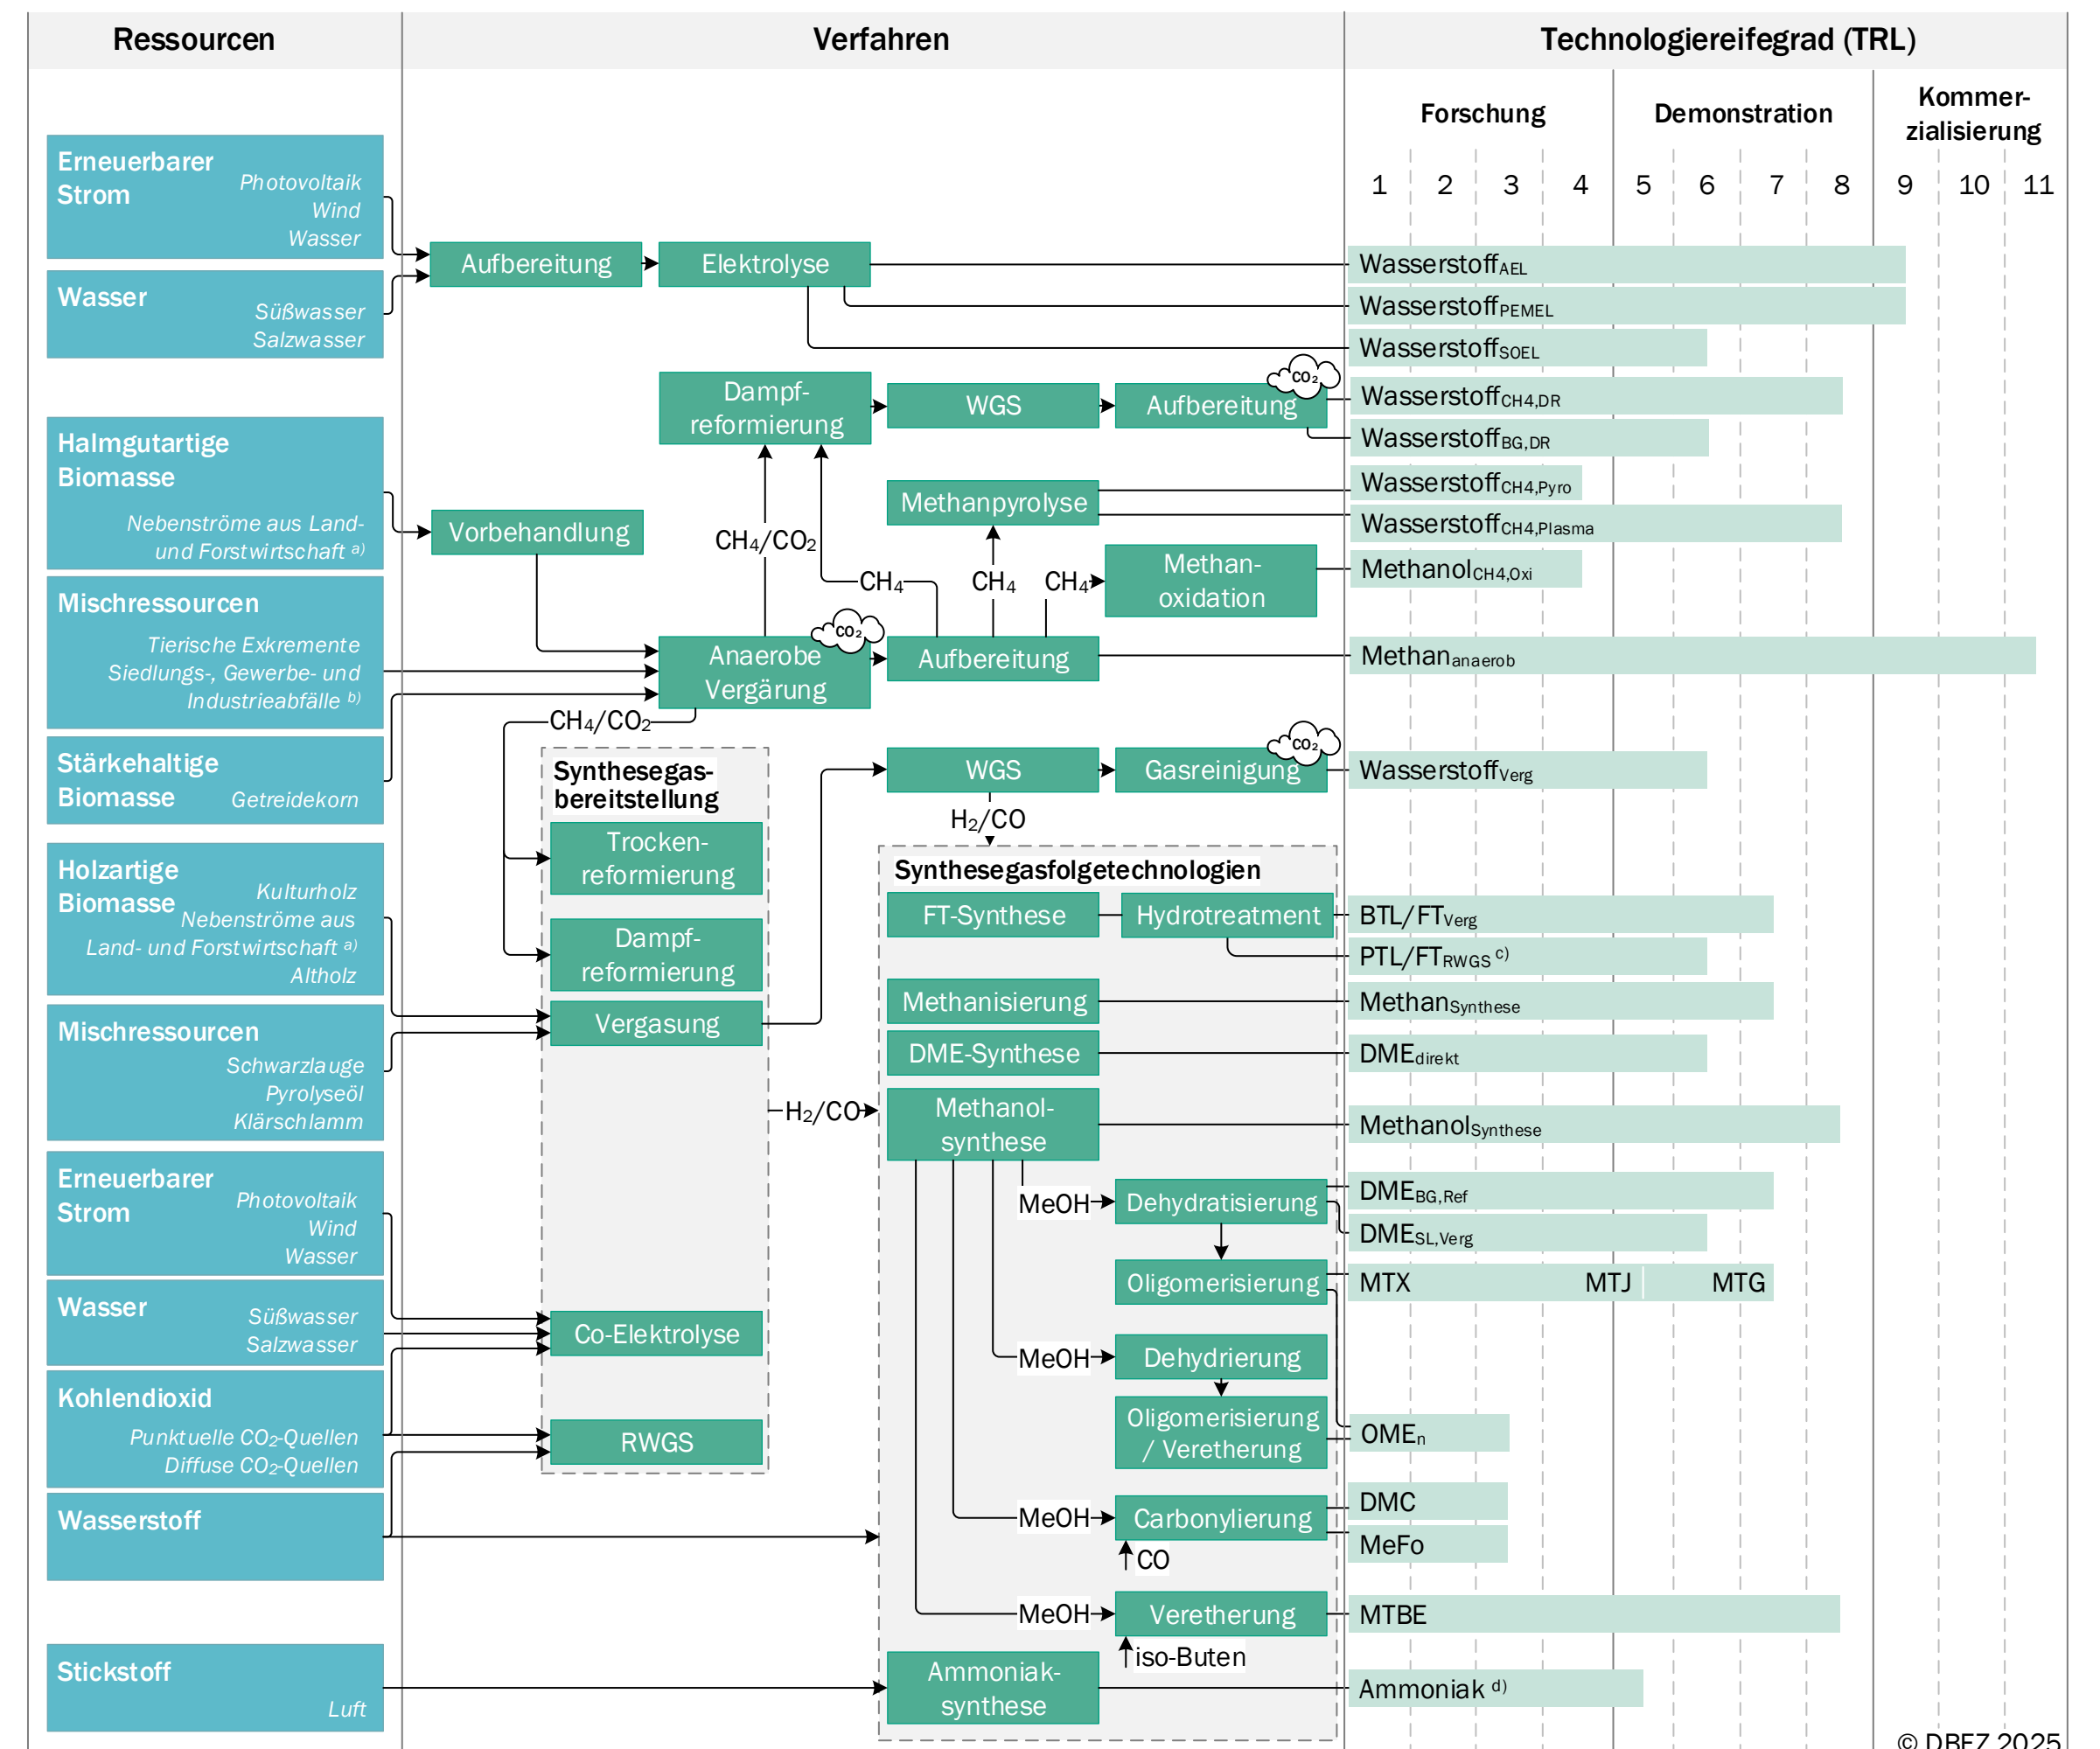 Ressourcen
Verfahren
Technologiereifegrad (TRL)
Forschung
Demonstration
Kommer-
zialisierung
1 2 3 4 5 6 7 8 9 10 11
Erneuerbarer
Strom
Photovoltaik
Wind
Wasser
Wasser
Süßwasser
Salzwasser
Halmgutartige
Biomasse
Nebenströme aus Land-
und Forstwirtschaft a)
Mischressourcen
Tierische Exkremente
Siedlungs-, Gewerbe- und
Industrieabfälle b)
Stärkehaltige
Biomasse
Getreidekorn
Holzartige
Biomasse
Kulturholz
Nebenströme aus
Land- und Forstwirtschaft a)
Altholz
Mischressourcen
Schwarzlauge
Pyrolyseöl
Klärschlamm
Erneuerbarer
Strom
Photovoltaik
Wind
Wasser
Wasser
Süßwasser
Salzwasser
Kohlendioxid
Punktuelle CO2-Quellen
Diffuse CO2-Quellen
Wasserstoff
Stickstoff
Luft
Aufbereitung
Elektrolyse
Dampf-
reformierung
WGS
Aufbereitung
CO2
Vorbehandlung
CH4/CO2
CH4
Methanpyrolyse
CH4
CH4
Methan-
oxidation
Anaerobe
Vergärung
CO2
Aufbereitung
CH4/CO2
Synthesegas-
bereitstellung
Trocken-
reformierung
Dampf-
reformierung
Vergasung
Co-Elektrolyse
RWGS
WGS
Gasreinigung
CO2
H2/CO
H2/CO
Synthesegasfolgetechnologien
FT-Synthese
Hydrotreatment
Methanisierung
DME-Synthese
Methanol-
synthese
MeOH
Dehydratisierung
Oligomerisierung
MeOH
Dehydrierung
Oligomerisierung
/ Veretherung
MeOH
Carbonylierung
CO
MeOH
Veretherung
iso-Buten
Ammoniak-
synthese
WasserstoffAEL
WasserstoffPEMEL
WasserstoffSOEL
WasserstoffCH4,DR
WasserstoffBG,DR
WasserstoffCH4,Pyro
WasserstoffCH4,Plasma
MethanolCH4,Oxi
Methananaerob
WasserstoffVerg
BTL/FTVerg
PTL/FTRWGS c)
MethanSynthese
DMEdirekt
MethanolSynthese
DMEBG,Ref
DMESL,Verg
MTX MTJ MTG
OMEn
DMC
MeFo
MTBE
Ammoniak d)
© DBFZ 2025